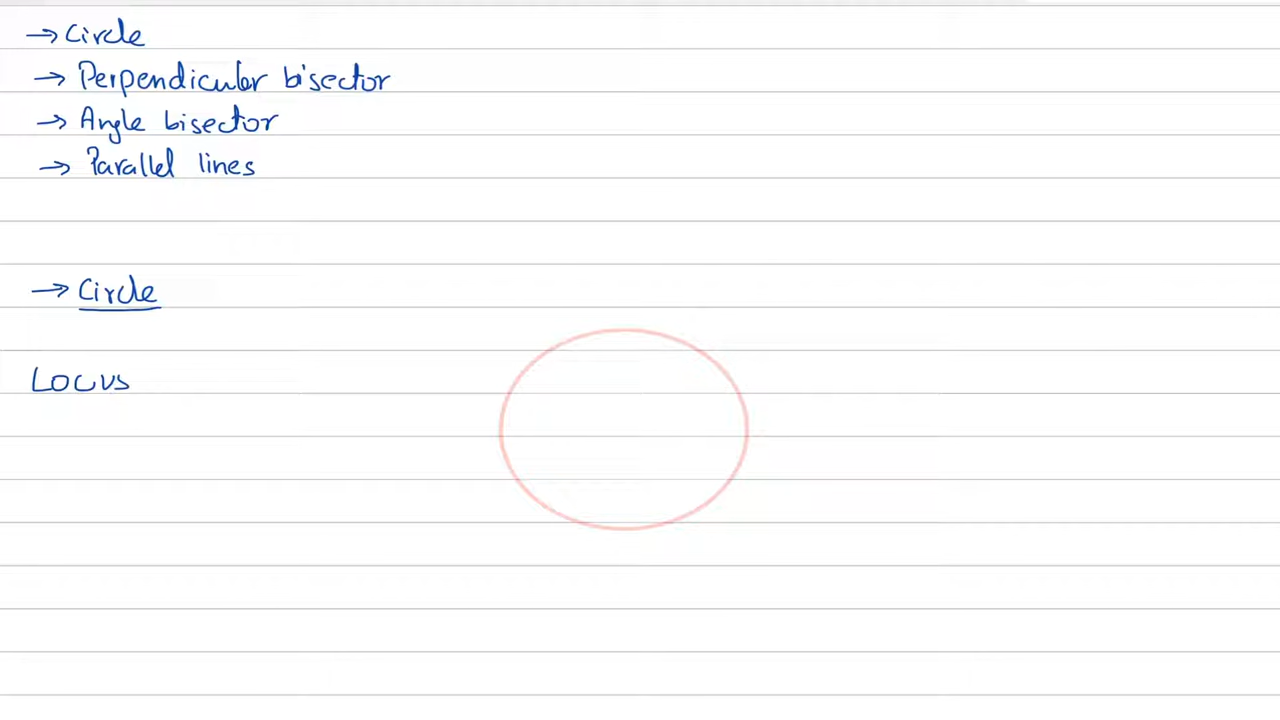 → Circle
→ Perpendicular bisector
→ Angle bisector
→ Parallel lines
→ Circle
Locus